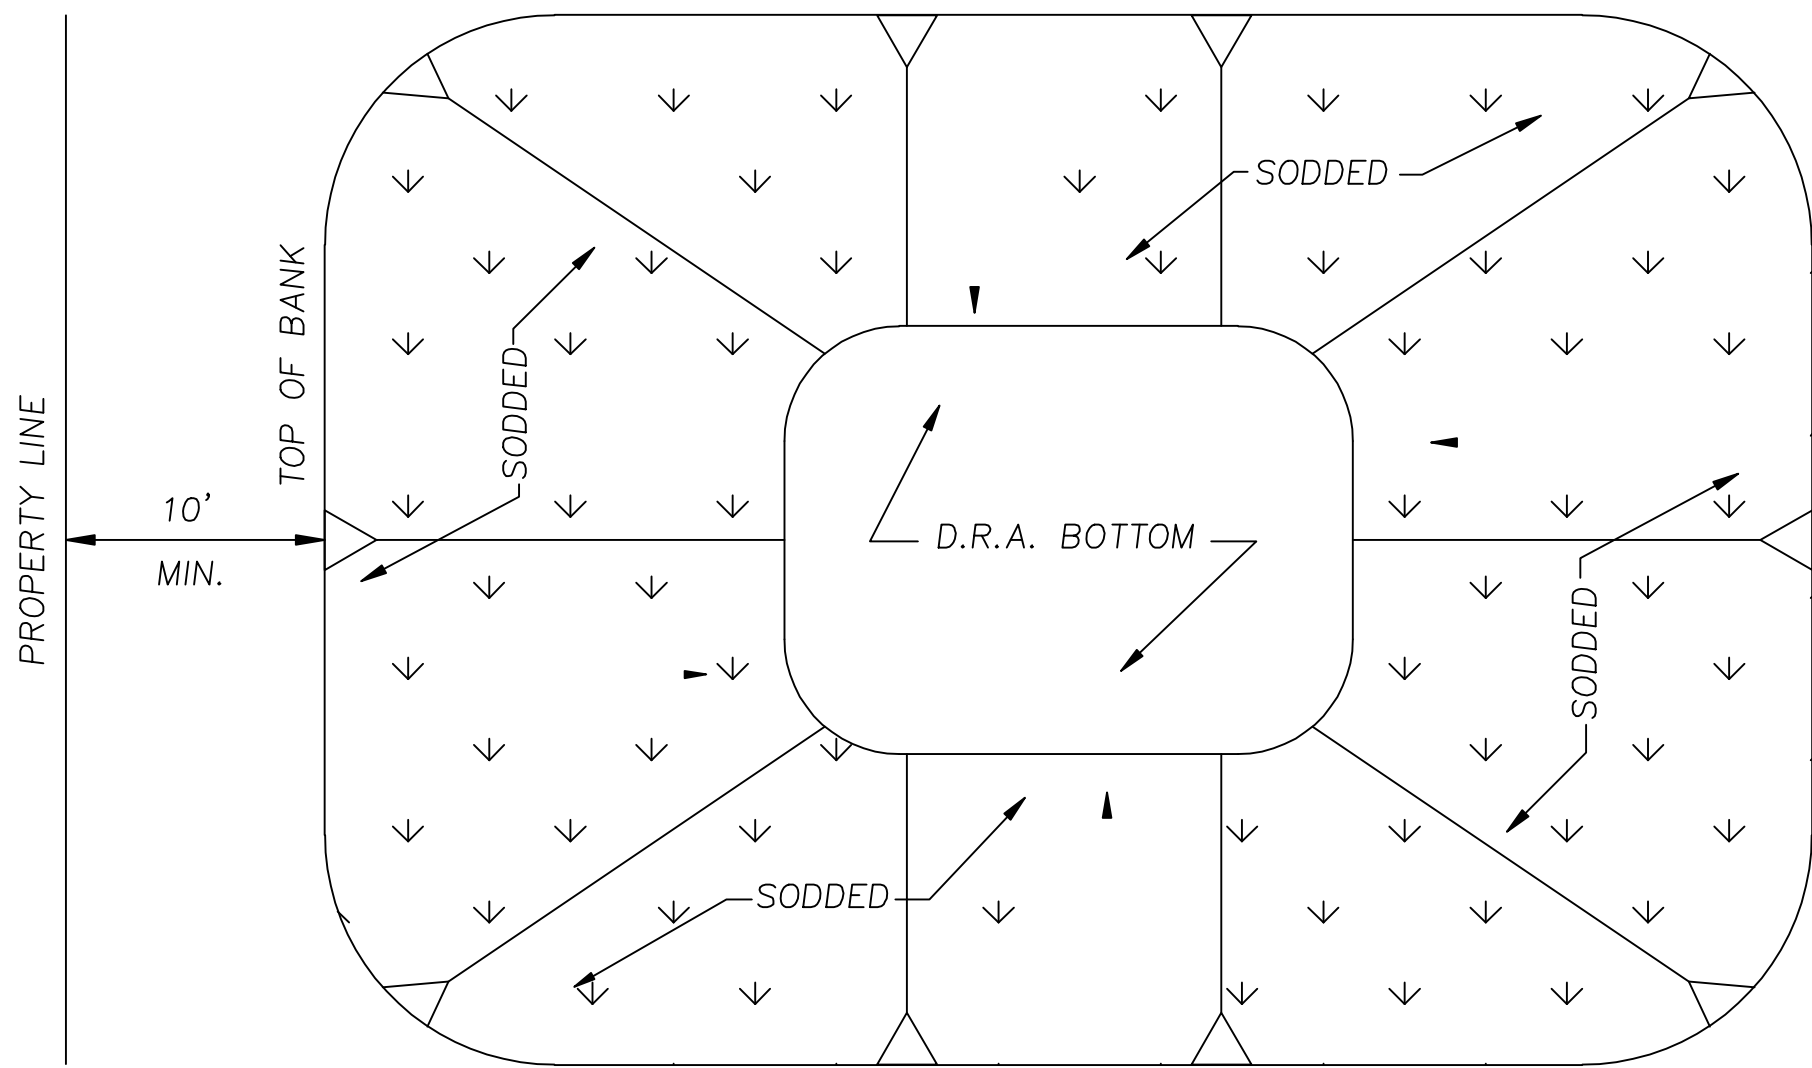 PROPERTY LINE
10'
MIN.
TOP OF BANK
SODDED
SODDED
D.R.A. BOTTOM
SODDED
SODDED